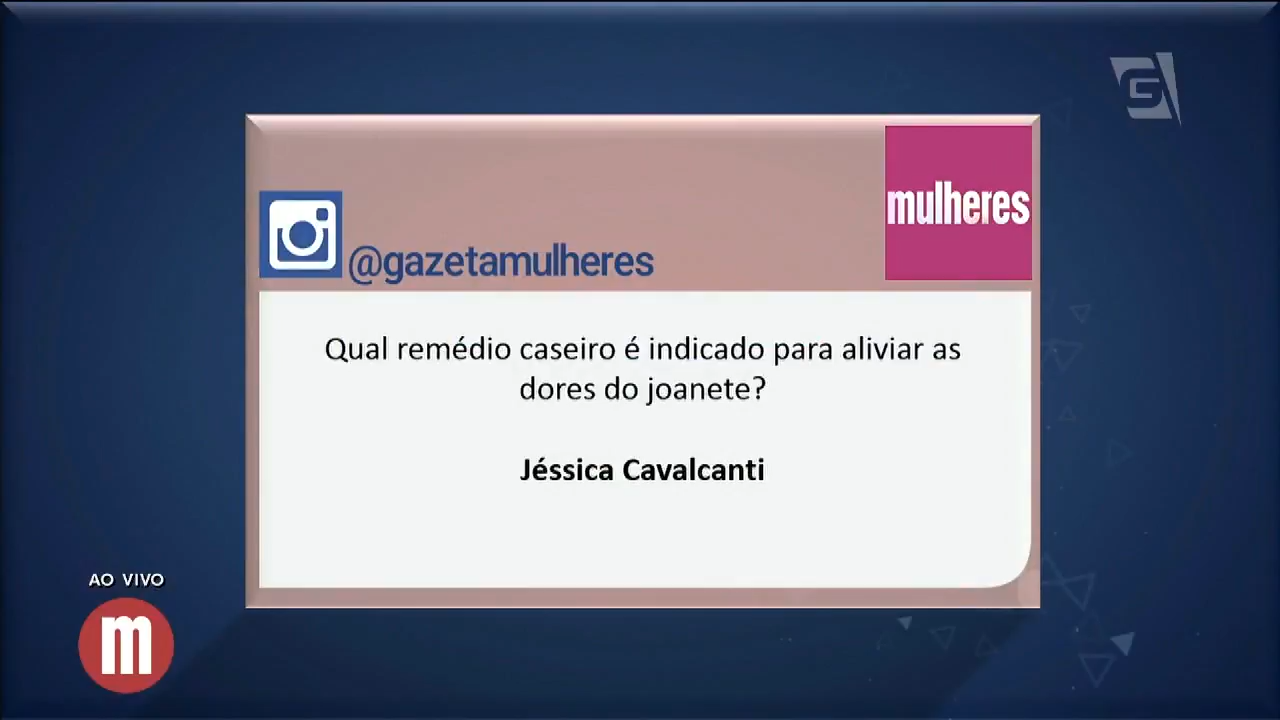 mulheres
@gazetamulheres
Qual remédio caseiro é indicado para aliviar as
dores do joanete?
Jéssica Cavalcanti
AO VIVO
m
G